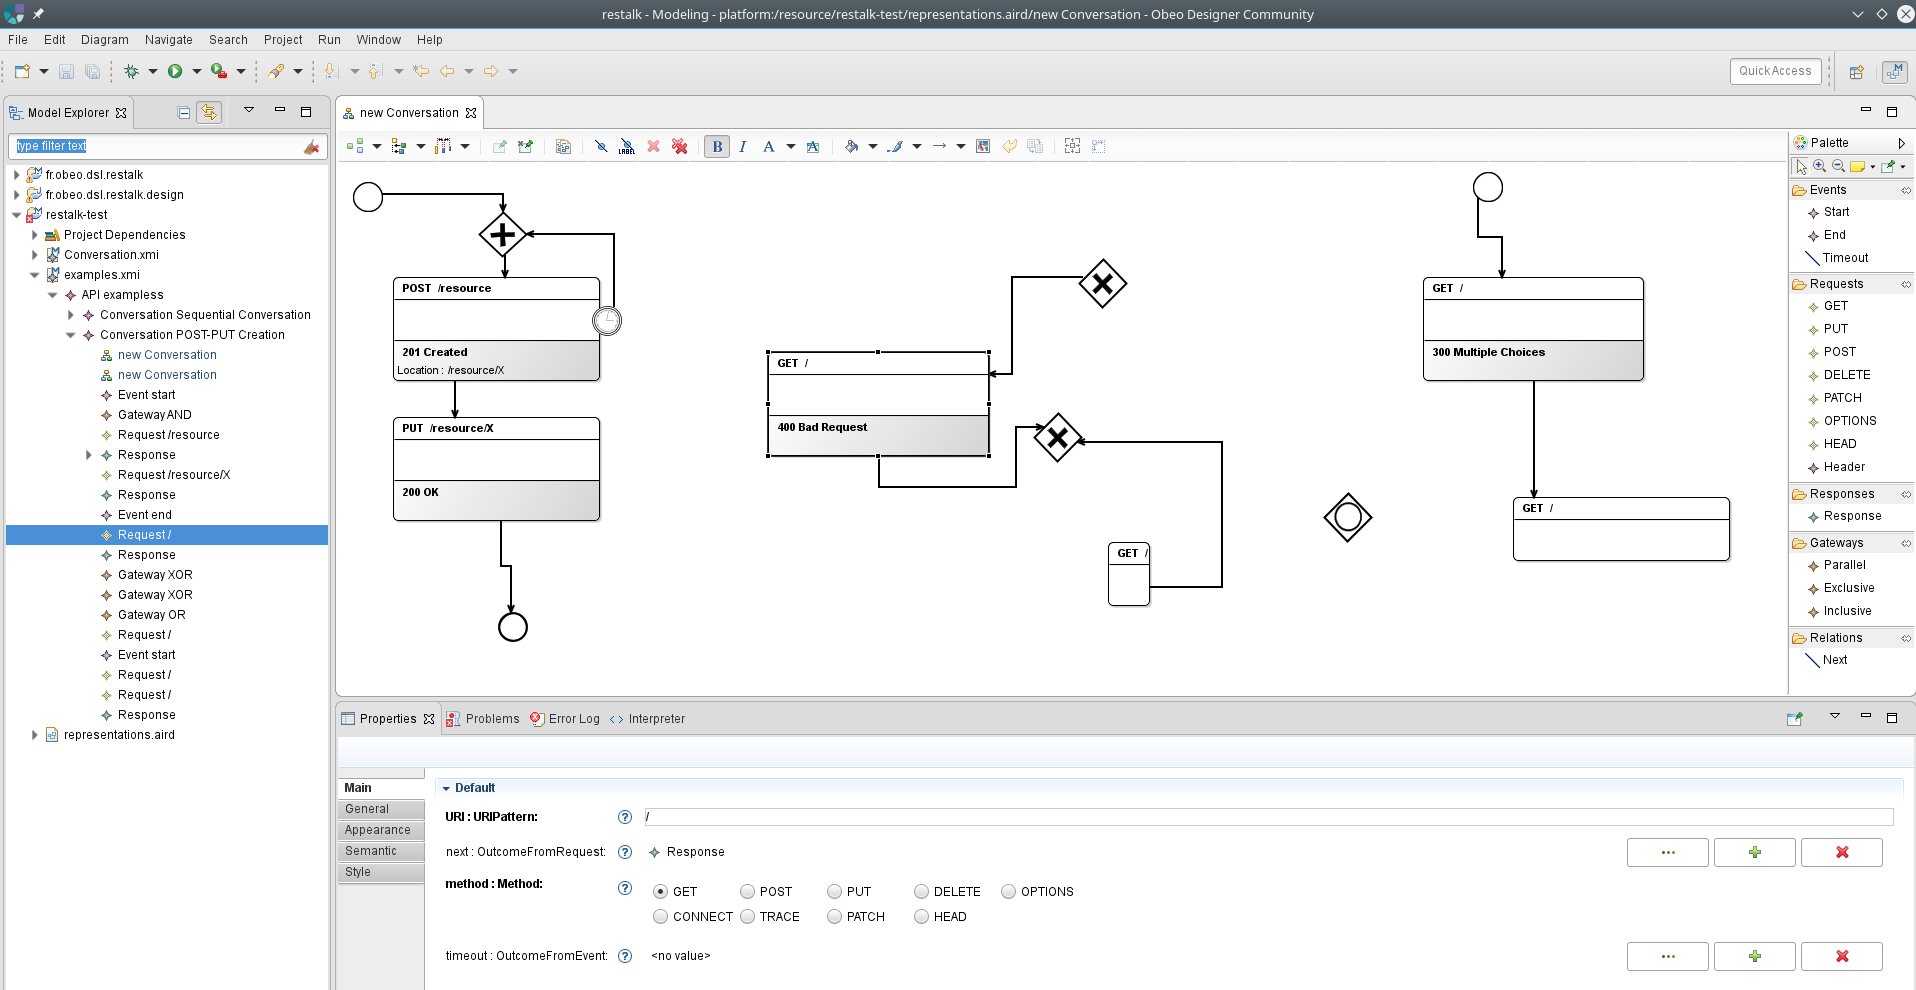 restalk - Modeling - platform:/resource/restalk-test/representations.aird/new Conversation - Obeo Designer Community
File Edit Diagram Navigate Search Project Run Window Help
Quick Access
Model Explorer
type filter text
fr.obeo.dsl.restalk
fr.obeo.dsl.restalk.design
restalk-test
Project Dependencies
Conversation.xmi
examples.xmi
API exampless
Conversation Sequential Conversation
Conversation POST-PUT Creation
new Conversation
new Conversation
Event start
Gateway AND
Request /resource
Response
Request /resource/X
Response
Event end
Request /
Response
Gateway XOR
Gateway XOR
Gateway OR
Request /
Event start
Request /
Request /
Response
representations.aird
new Conversation
LABEL
B I A A
POST /resource
201 Created
Location : /resource/X
PUT /resource/X
200 OK
GET /
400 Bad Request
GET /
GET /
300 Multiple Choices
GET /
Palette
Events
Start
End
Timeout
Requests
GET
PUT
POST
DELETE
PATCH
OPTIONS
HEAD
Header
Responses
Response
Gateways
Parallel
Exclusive
Inclusive
Relations
Next
Properties Problems Error Log Interpreter
Main
General
Appearance
Semantic
Style
Default
URI : URIPattern: ? /
next : OutcomeFromRequest: ? Response ...
method : Method: ? GET POST PUT DELETE OPTIONS
CONNECT TRACE PATCH HEAD
timeout : OutcomeFromEvent: ? <no value> ...